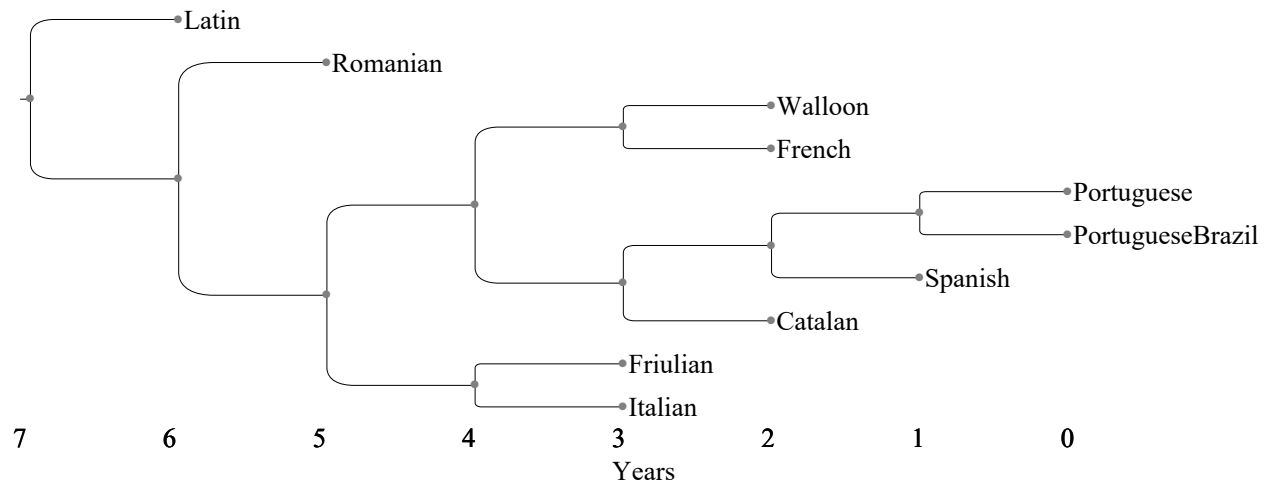 Latin
Romanian
Walloon
French
Portuguese
PortugueseBrazil
Spanish
Catalan
Friulian
Italian
7 6 5 4 3 2 1 0
Years